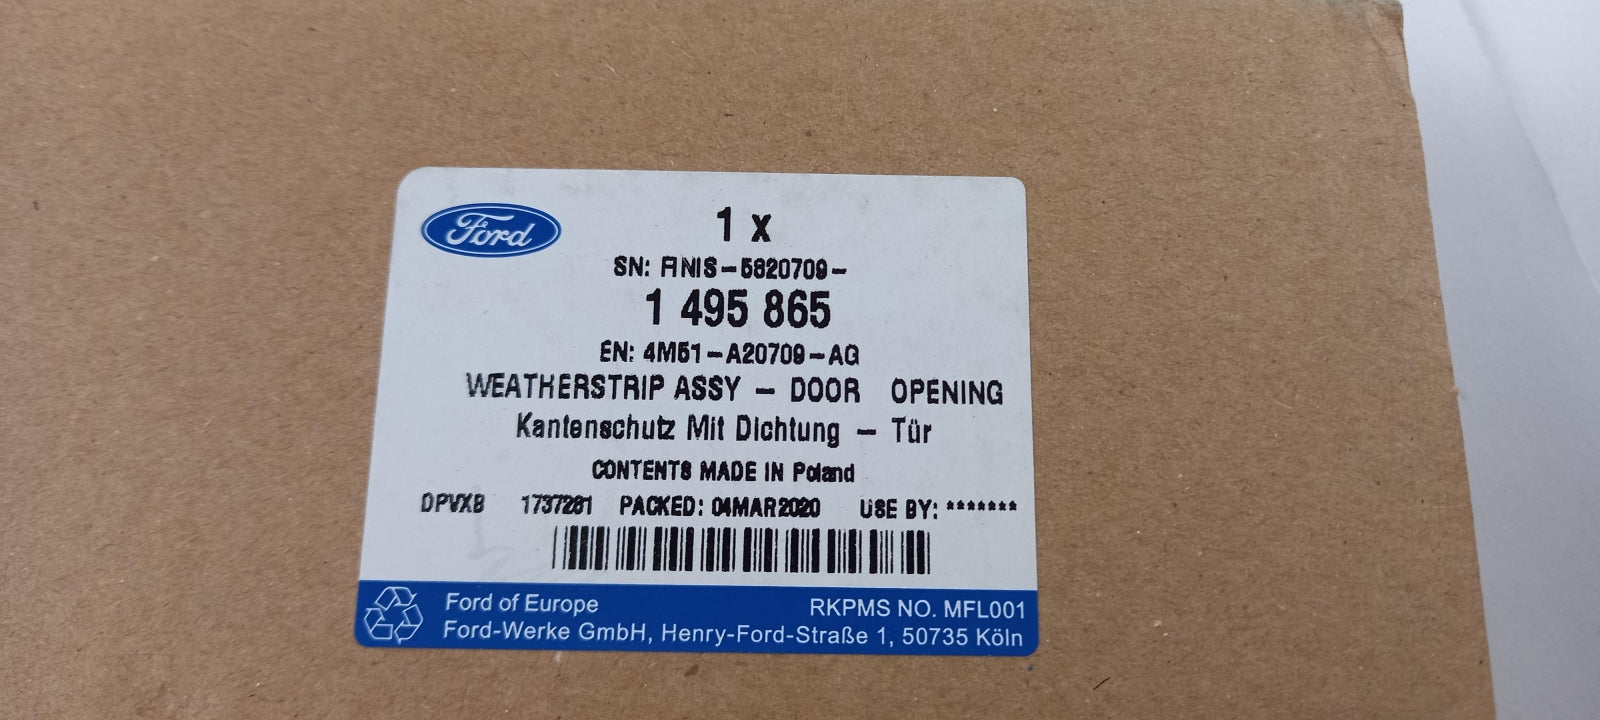 Ford
1 x
SN: FINIS-5820709-
1 495 865
EN: 4M51-A20709-AG
WEATHERSTRIP ASSY - DOOR OPENING
Kantenschutz Mit Dichtung - Tür
CONTENTS MADE IN Poland
DPVXB 1737281 PACKED: 04MAR2020 USE BY: *******
Ford of Europe RKPMS NO. MFL001
Ford-Werke GmbH, Henry-Ford-Straße 1, 50735 Köln